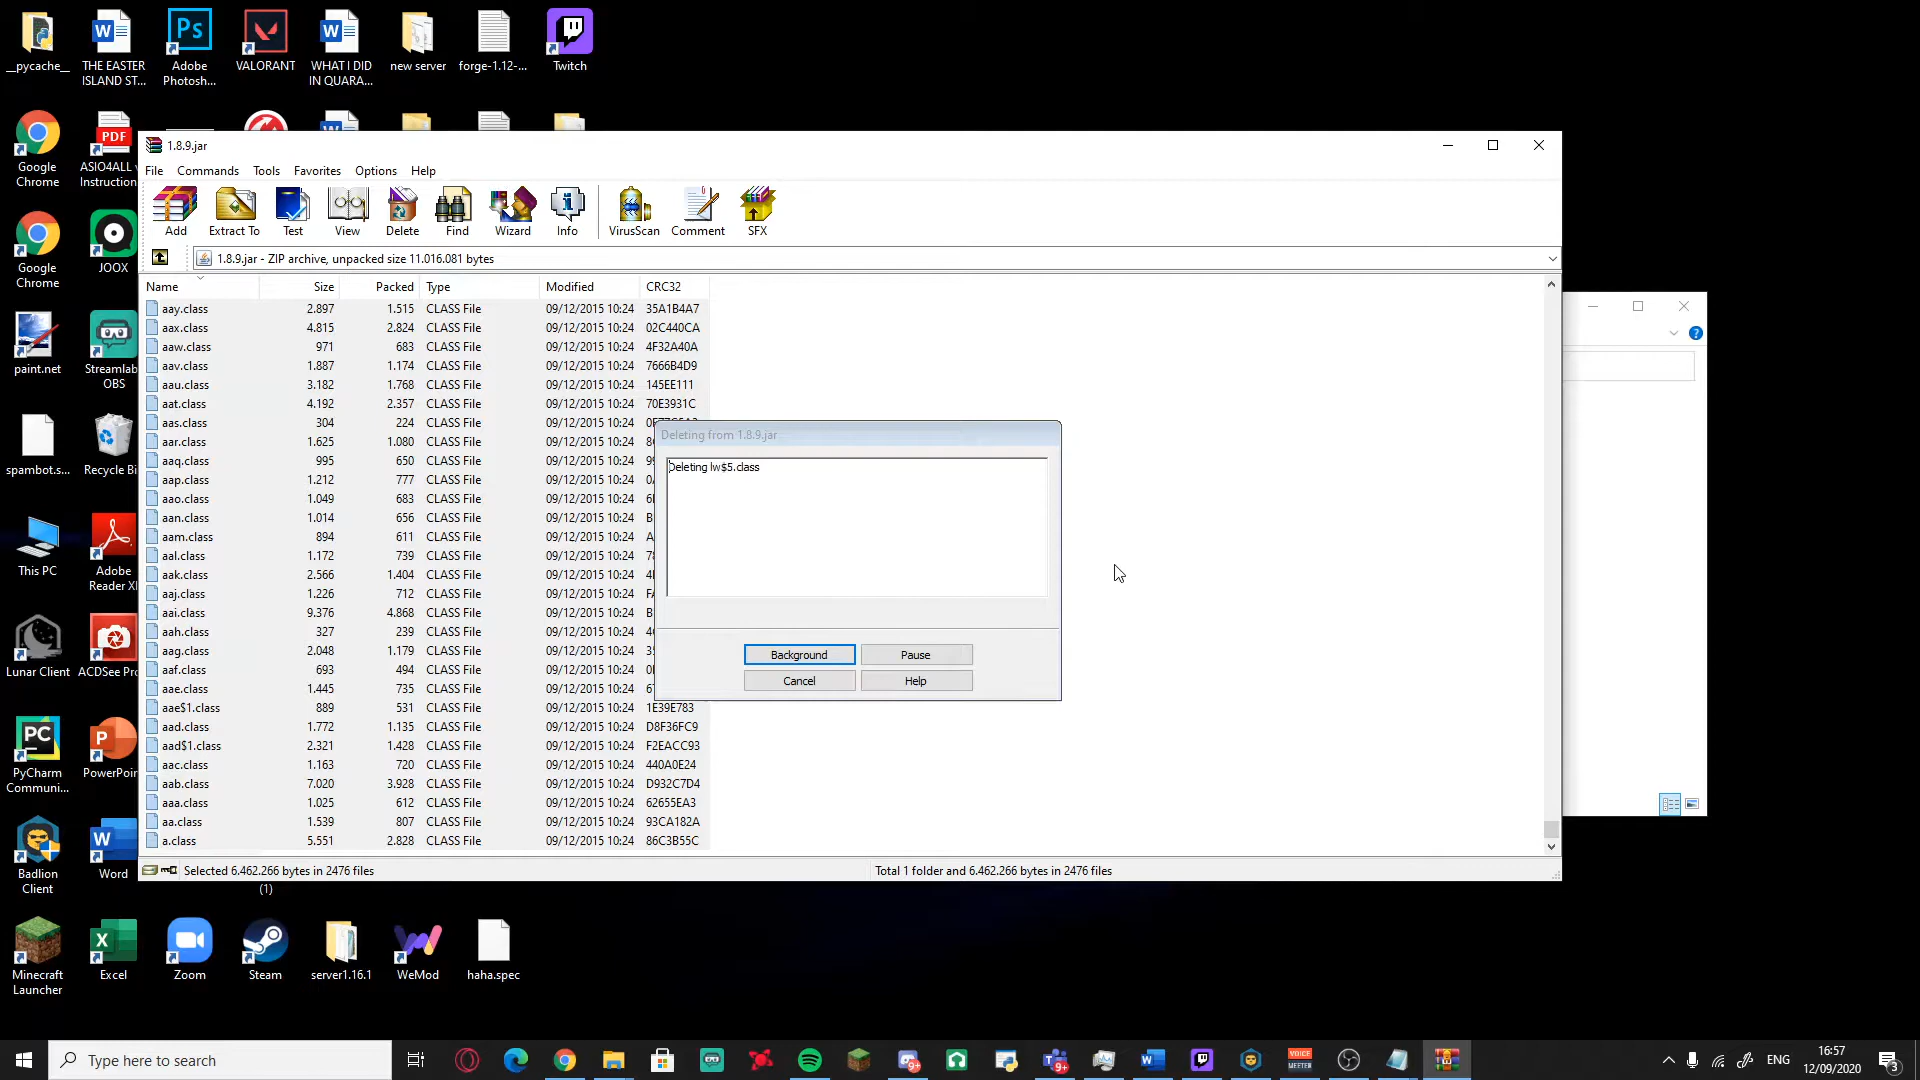 __pycache__
THE EASTER
ISLAND ST...
Adobe
Photosh...
VALORANT
WHAT I DID
IN QUARA...
new server
forge-1.12-...
Twitch
Google
Chrome
ASIO4ALL v
Instruction
Google
Chrome
JOOX
paint.net
Streamlab
OBS
spambot.s...
Recycle Bi
This PC
Adobe
Reader XI
Lunar Client
ACDSee Pro
PyCharm
Communi...
PowerPoin
Badlion
Client
Word
(1)
Minecraft
Launcher
Excel
Zoom
Steam
server1.16.1
WeMod
haha.spec
1.8.9.jar
File Commands Tools Favorites Options Help
Add Extract To Test View Delete Find Wizard Info VirusScan Comment SFX
1.8.9.jar - ZIP archive, unpacked size 11.016.081 bytes
Name Size Packed Type Modified CRC32
aay.class 2.897 1.515 CLASS File 09/12/2015 10:24 35A1B4A7
aax.class 4.815 2.824 CLASS File 09/12/2015 10:24 02C440CA
aaw.class 971 683 CLASS File 09/12/2015 10:24 4F32A40A
aav.class 1.887 1.174 CLASS File 09/12/2015 10:24 7666B4D9
aau.class 3.182 1.768 CLASS File 09/12/2015 10:24 145EE111
aat.class 4.192 2.357 CLASS File 09/12/2015 10:24 70E3931C
aas.class 304 224 CLASS File 09/12/2015 10:24
aar.class 1.625 1.080 CLASS File 09/12/2015 10:24
aaq.class 995 650 CLASS File 09/12/2015 10:24
aap.class 1.212 777 CLASS File 09/12/2015 10:24
aao.class 1.049 683 CLASS File 09/12/2015 10:24
aan.class 1.014 656 CLASS File 09/12/2015 10:24
aam.class 894 611 CLASS File 09/12/2015 10:24
aal.class 1.172 739 CLASS File 09/12/2015 10:24
aak.class 2.566 1.404 CLASS File 09/12/2015 10:24
aaj.class 1.226 712 CLASS File 09/12/2015 10:24
aai.class 9.376 4.868 CLASS File 09/12/2015 10:24
aah.class 327 239 CLASS File 09/12/2015 10:24
aag.class 2.048 1.179 CLASS File 09/12/2015 10:24
aaf.class 693 494 CLASS File 09/12/2015 10:24
aae.class 1.445 735 CLASS File 09/12/2015 10:24
aae$1.class 889 531 CLASS File 09/12/2015 10:24 1E39E783
aad.class 1.772 1.135 CLASS File 09/12/2015 10:24 D8F36FC9
aad$1.class 2.321 1.428 CLASS File 09/12/2015 10:24 F2EACC93
aac.class 1.163 720 CLASS File 09/12/2015 10:24 440A0E24
aab.class 7.020 3.928 CLASS File 09/12/2015 10:24 D932C7D4
aaa.class 1.025 612 CLASS File 09/12/2015 10:24 62655EA3
aa.class 1.539 807 CLASS File 09/12/2015 10:24 93CA182A
a.class 5.551 2.828 CLASS File 09/12/2015 10:24 86C3B55C
Selected 6.462.266 bytes in 2476 files
Total 1 folder and 6.462.266 bytes in 2476 files
Deleting from 1.8.9.jar
Deleting lw$5.class
Background Pause
Cancel Help
Type here to search
ENG
16:57
12/09/2020
3